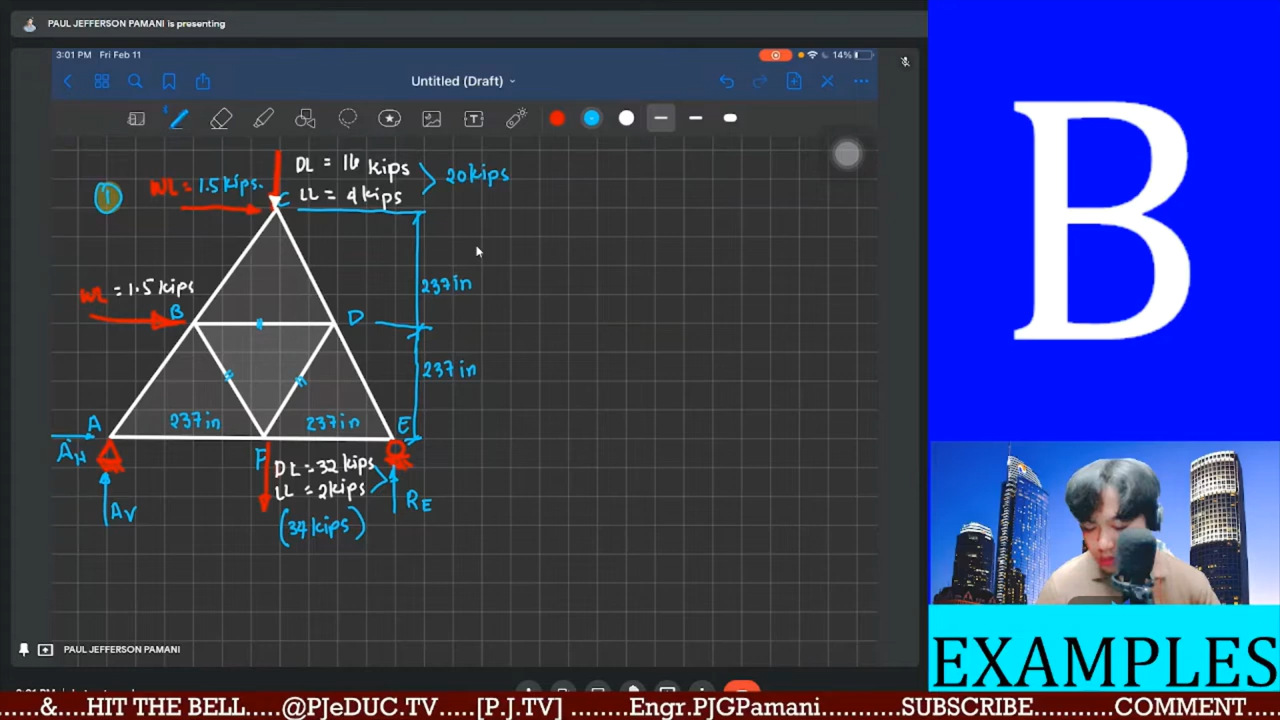 PAUL JEFFERSON PAMANI is presenting
3:01 PM Fri Feb 11
14%
Untitled (Draft)
T
1
WL = 1.5 kips.
DL = 16 kips
LL = 4 kips
20 kips
C
WL = 1.5 kips
B
D
237 in
237 in
A
237 in
237 in
E
AH
F
DL = 32 kips
LL = 2 kips
(34 kips)
AV
RE
PAUL JEFFERSON PAMANI
B
EXAMPLES
......&....HIT THE BELL.....@PJeDUC.TV.....[P.J.TV] ......Engr.PJGPamani......SUBSCRIBE..........COMMENT....